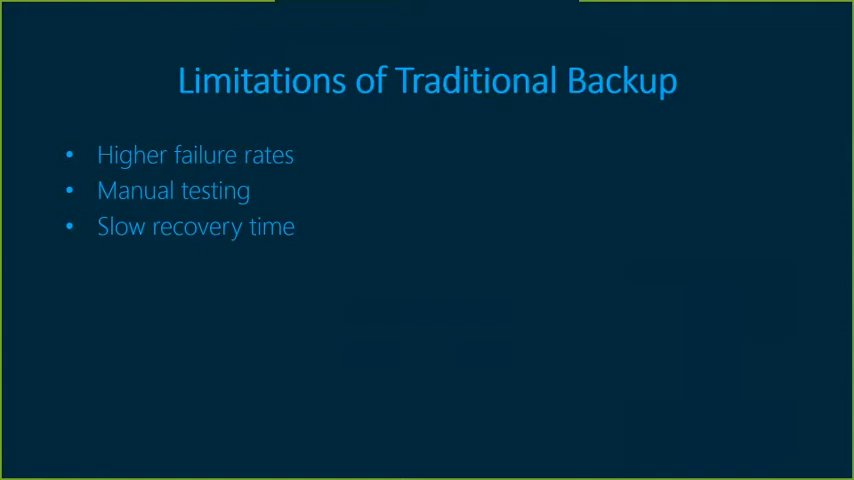 Limitations of Traditional Backup
• Higher failure rates
• Manual testing
• Slow recovery time